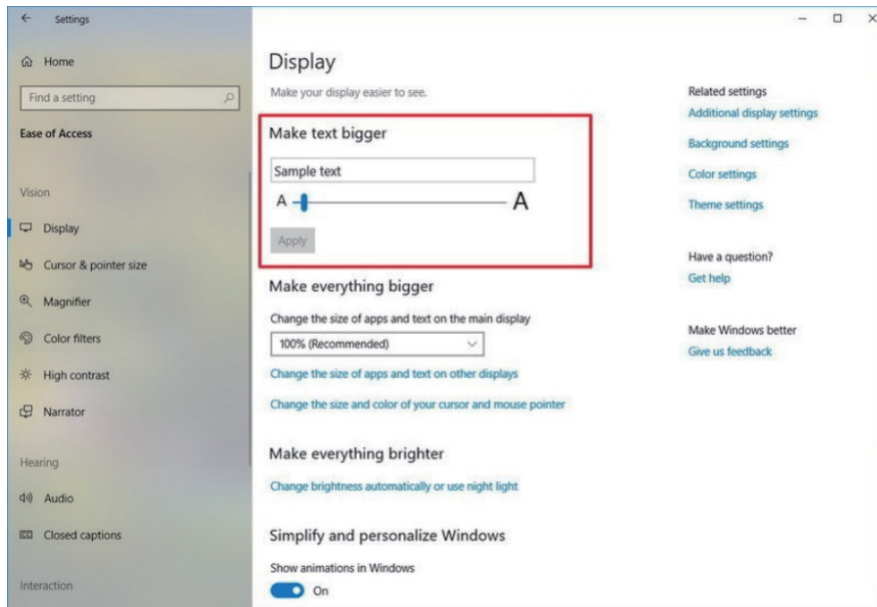 Settings
Home
Find a setting
Ease of Access
Vision
Display
Cursor & pointer size
Magnifier
Color filters
High contrast
Narrator
Hearing
Audio
Closed captions
Interaction
Display
Make your display easier to see.
Make text bigger
Sample text
A A
Apply
Make everything bigger
Change the size of apps and text on the main display
100% (Recommended)
Change the size of apps and text on other displays
Change the size and color of your cursor and mouse pointer
Make everything brighter
Change brightness automatically or use night light
Simplify and personalize Windows
Show animations in Windows
On
Related settings
Additional display settings
Background settings
Color settings
Theme settings
Have a question?
Get help
Make Windows better
Give us feedback